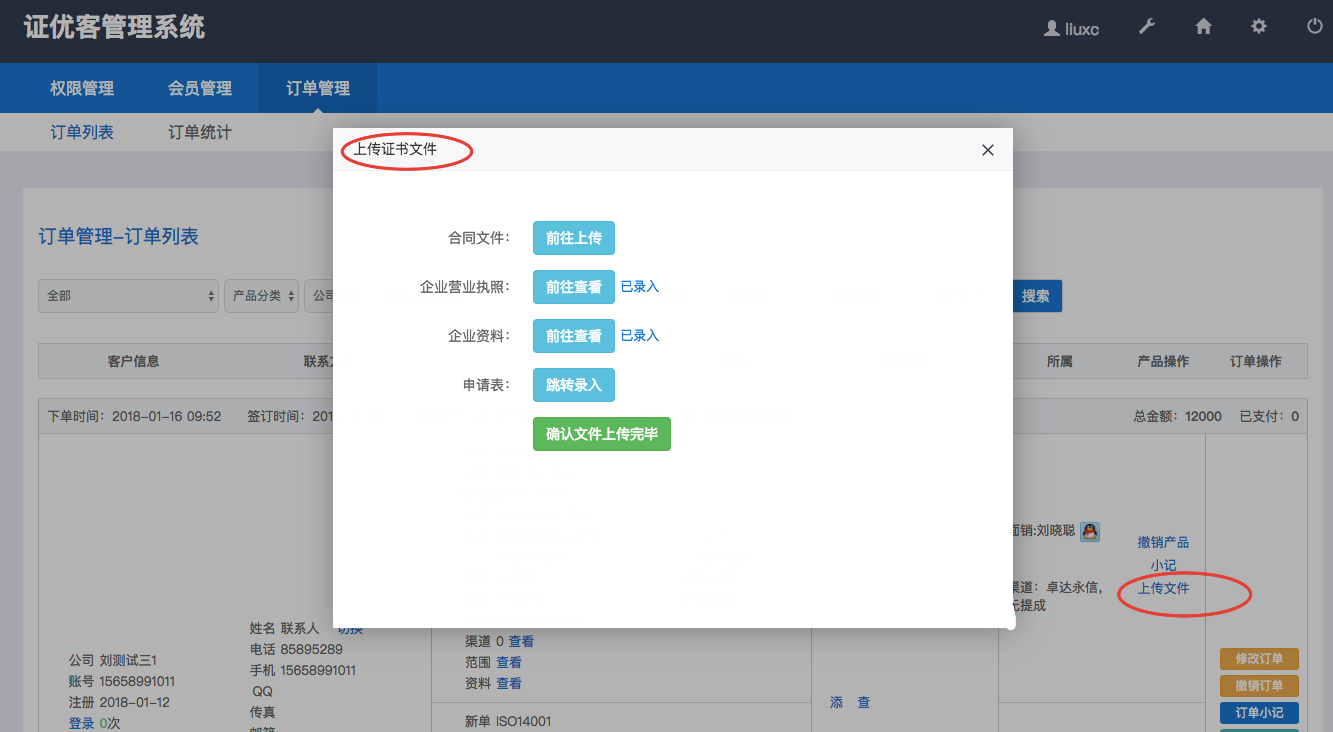 证优客管理系统
liuxc
权限管理 会员管理 订单管理
订单列表 订单统计
上传证书文件
订单管理-订单列表
合同文件： 前往上传
企业营业执照： 前往查看 已录入
全部 产品分类 公司 搜索
企业资料： 前往查看 已录入
客户信息 联系 所属 产品操作 订单操作
申请表： 跳转录入
下单时间：2018-01-16 09:52 签订时间：201 总金额：12000 已支付：0
确认文件上传完毕
面销:刘晓聪
撤销产品
小记
渠道：卓达永信，
上传文件
无提成
姓名 联系人 切换
渠道 0 查看
电话 85895289
公司 刘测试三1
范围 查看
修改订单
手机 15658991011
账号 15658991011
资料 查看
撤销订单
QQ
注册 2018-01-12
添 查
传真
订单小记
登录 0次
新单 ISO14001
邮箱